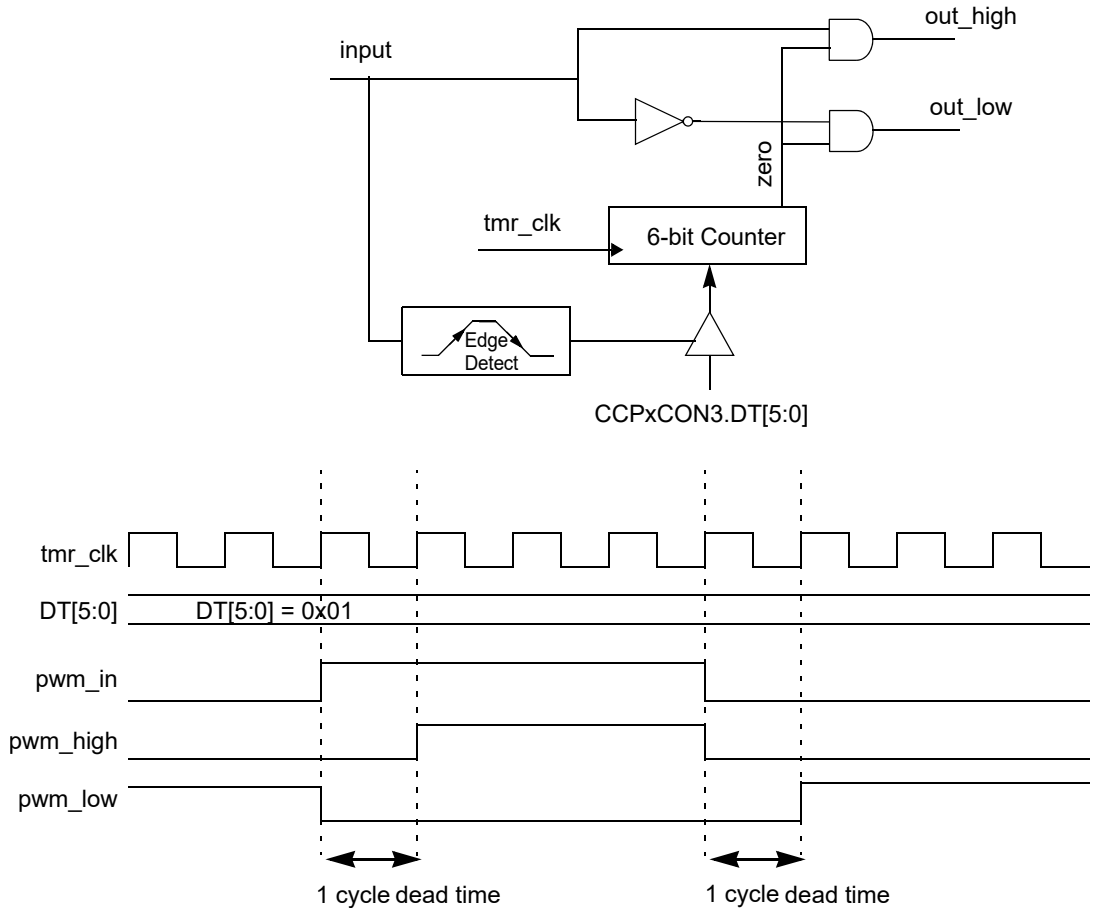 out_high
input
out_low
zero
tmr_clk
6-bit Counter
Edge
Detect
CCPxCON3.DT[5:0]
tmr_clk
DT[5:0]
DT[5:0] = 0x01
pwm_in
pwm_high
pwm_low
1 cycle dead time
1 cycle dead time